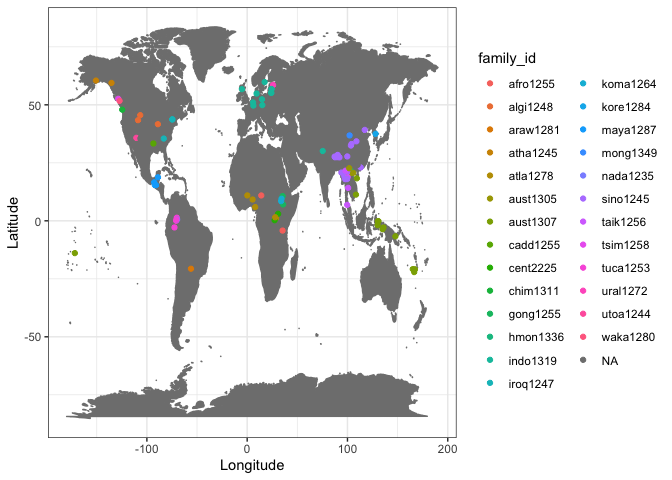 family_id
afro1255
algi1248
araw1281
atha1245
atla1278
aust1305
aust1307
cadd1255
cent2225
chim1311
gong1255
hmon1336
indo1319
iroq1247
koma1264
kore1284
maya1287
mong1349
nada1235
sino1245
taik1256
tsim1258
tuca1253
ural1272
utoa1244
waka1280
NA
Latitude
50
0
-50
-100
0
100
200
Longitude